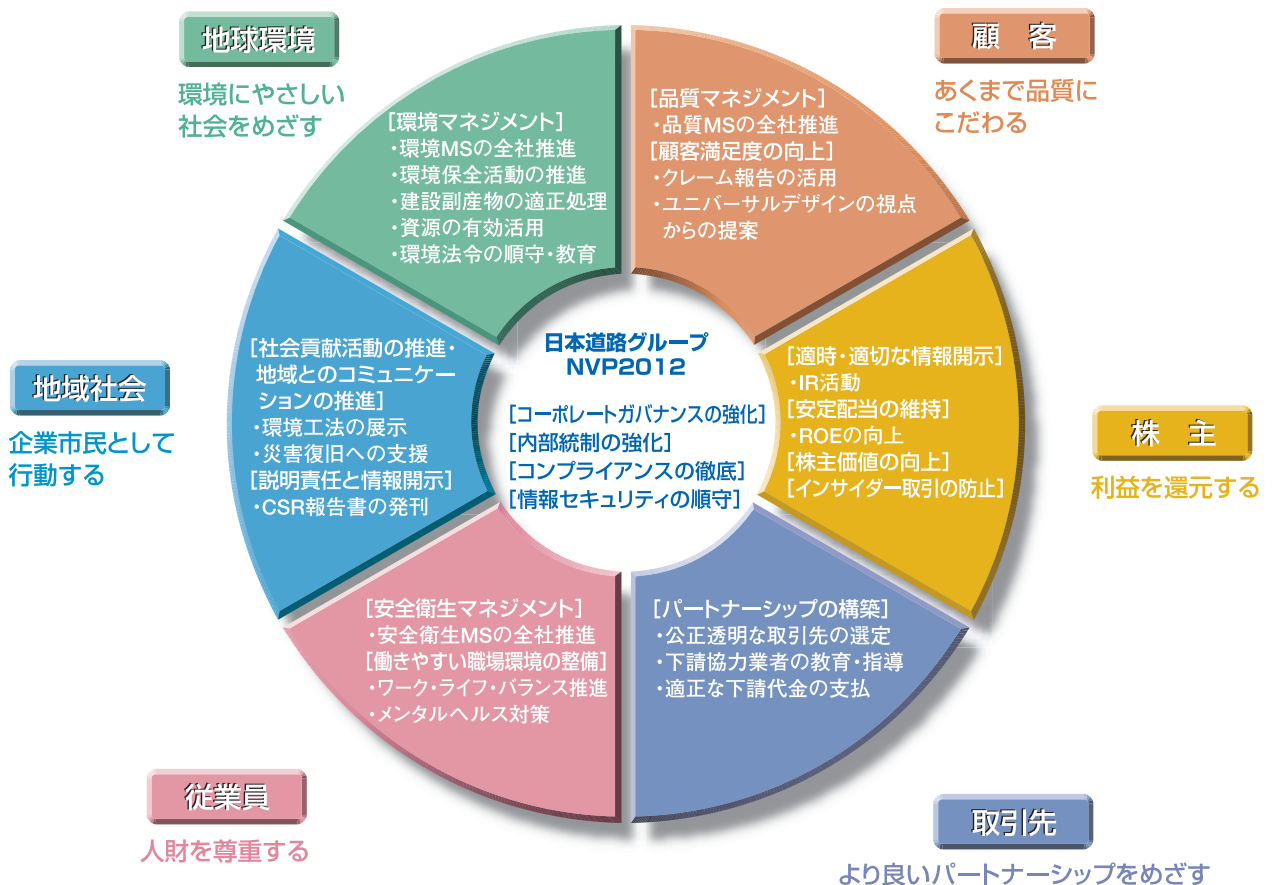 地球環境
環境にやさしい
社会をめざす
[環境マネジメント]
・環境MSの全社推進
・環境保全活動の推進
・建設副産物の適正処理
・資源の有効活用
・環境法令の順守・教育
顧 客
あくまで品質に
こだわる
[品質マネジメント]
・品質MSの全社推進
[顧客満足度の向上]
・クレーム報告の活用
・ユニバーサルデザインの視点
からの提案
日本道路グループ
NVP2012
[コーポレートガバナンスの強化]
[内部統制の強化]
[コンプライアンスの徹底]
[情報セキュリティの順守]
地域社会
企業市民として
行動する
[社会貢献活動の推進・
地域とのコミュニケー
ションの推進]
・環境工法の展示
・災害復旧への支援
[説明責任と情報開示]
・CSR報告書の発刊
[適時・適切な情報開示]
・IR活動
[安定配当の維持]
・ROEの向上
[株主価値の向上]
[インサイダー取引の防止]
株 主
利益を還元する
[安全衛生マネジメント]
・安全衛生MSの全社推進
[働きやすい職場環境の整備]
・ワーク・ライフ・バランス推進
・メンタルヘルス対策
従業員
人財を尊重する
[パートナーシップの構築]
・公正透明な取引先の選定
・下請協力業者の教育・指導
・適正な下請代金の支払
取引先
より良いパートナーシップをめざす